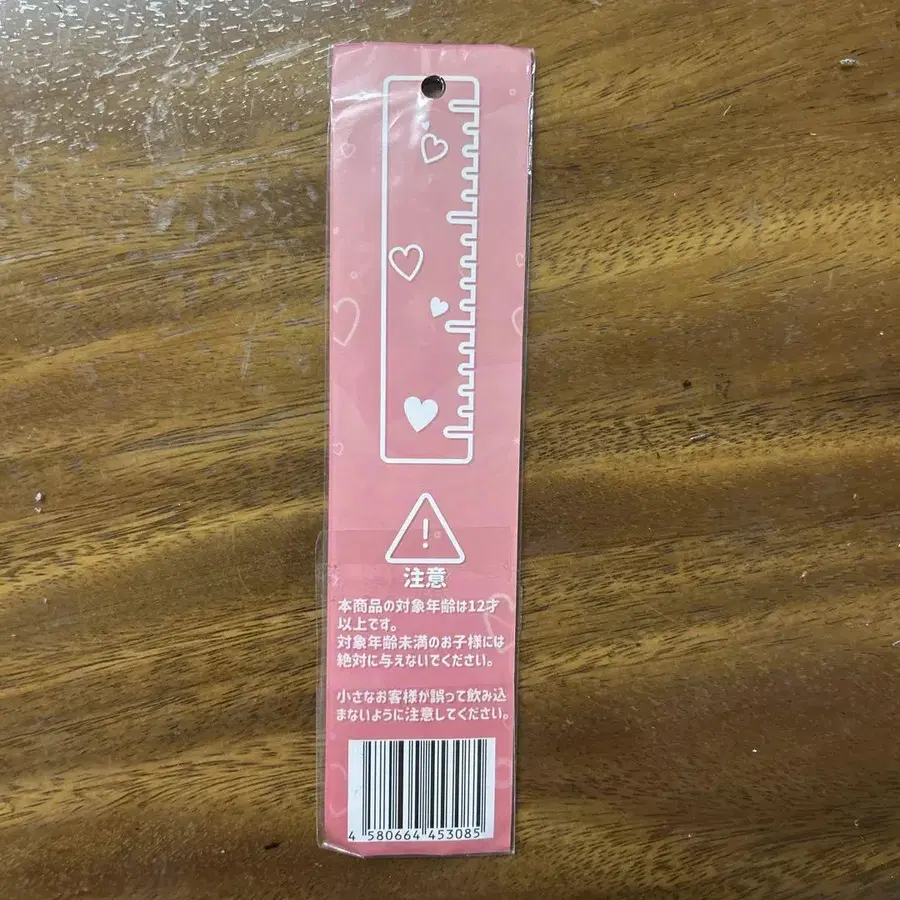 注意
本商品の対象年齢は12才
以上です。
対象年齢未満のお子様には
絶対に与えないでください。
小さなお客様が誤って飲み込
まないように注意してください。
4 580664 453085